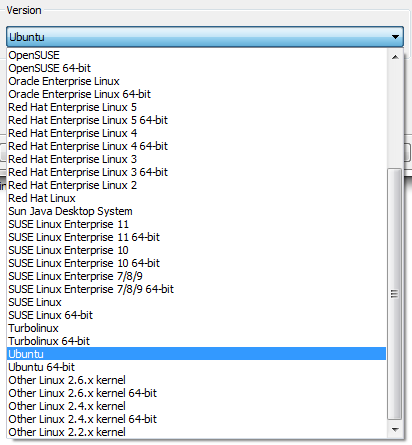 Version
Ubuntu
OpenSUSE
OpenSUSE 64-bit
Oracle Enterprise Linux
Oracle Enterprise Linux 64-bit
Red Hat Enterprise Linux 5
Red Hat Enterprise Linux 5 64-bit
Red Hat Enterprise Linux 4
Red Hat Enterprise Linux 4 64-bit
Red Hat Enterprise Linux 3
Red Hat Enterprise Linux 3 64-bit
Red Hat Enterprise Linux 2
Red Hat Linux
Sun Java Desktop System
SUSE Linux Enterprise 11
SUSE Linux Enterprise 11 64-bit
SUSE Linux Enterprise 10
SUSE Linux Enterprise 10 64-bit
SUSE Linux Enterprise 7/8/9
SUSE Linux Enterprise 7/8/9 64-bit
SUSE Linux
SUSE Linux 64-bit
Turbolinux
Turbolinux 64-bit
Ubuntu
Ubuntu 64-bit
Other Linux 2.6.x kernel
Other Linux 2.6.x kernel 64-bit
Other Linux 2.4.x kernel
Other Linux 2.4.x kernel 64-bit
Other Linux 2.2.x kernel